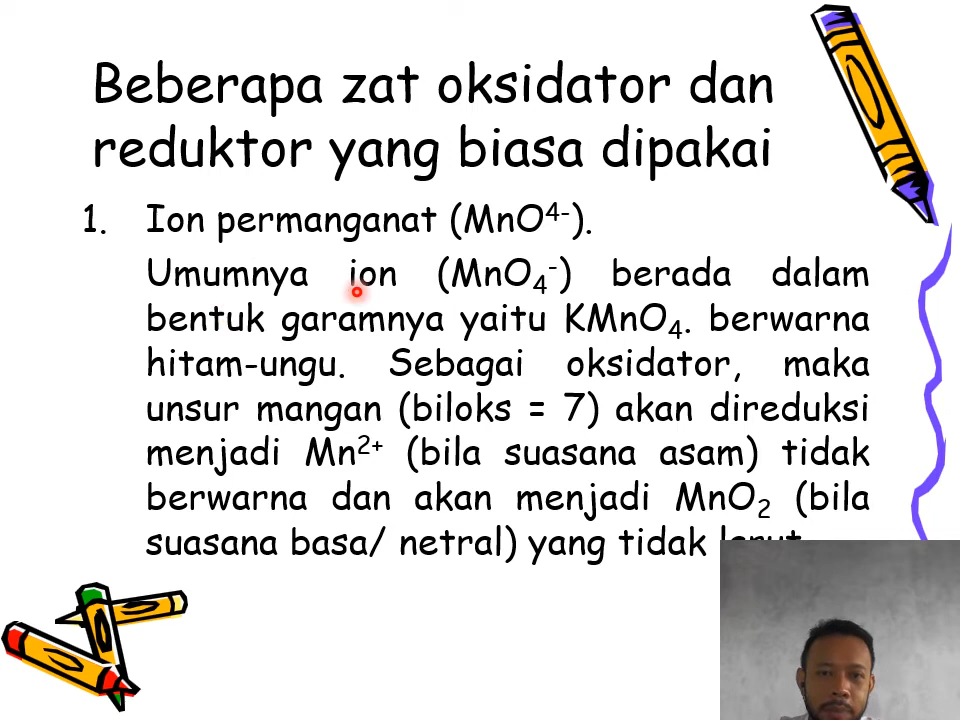 Beberapa zat oksidator dan
reduktor yang biasa dipakai
1. Ion permanganat (MnO⁴⁻).
Umumnya ion (MnO₄⁻) berada dalam
bentuk garamnya yaitu KMnO₄. berwarna
hitam-ungu. Sebagai oksidator, maka
unsur mangan (biloks = 7) akan direduksi
menjadi Mn²⁺ (bila suasana asam) tidak
berwarna dan akan menjadi MnO₂ (bila
suasana basa/ netral) yang tidak